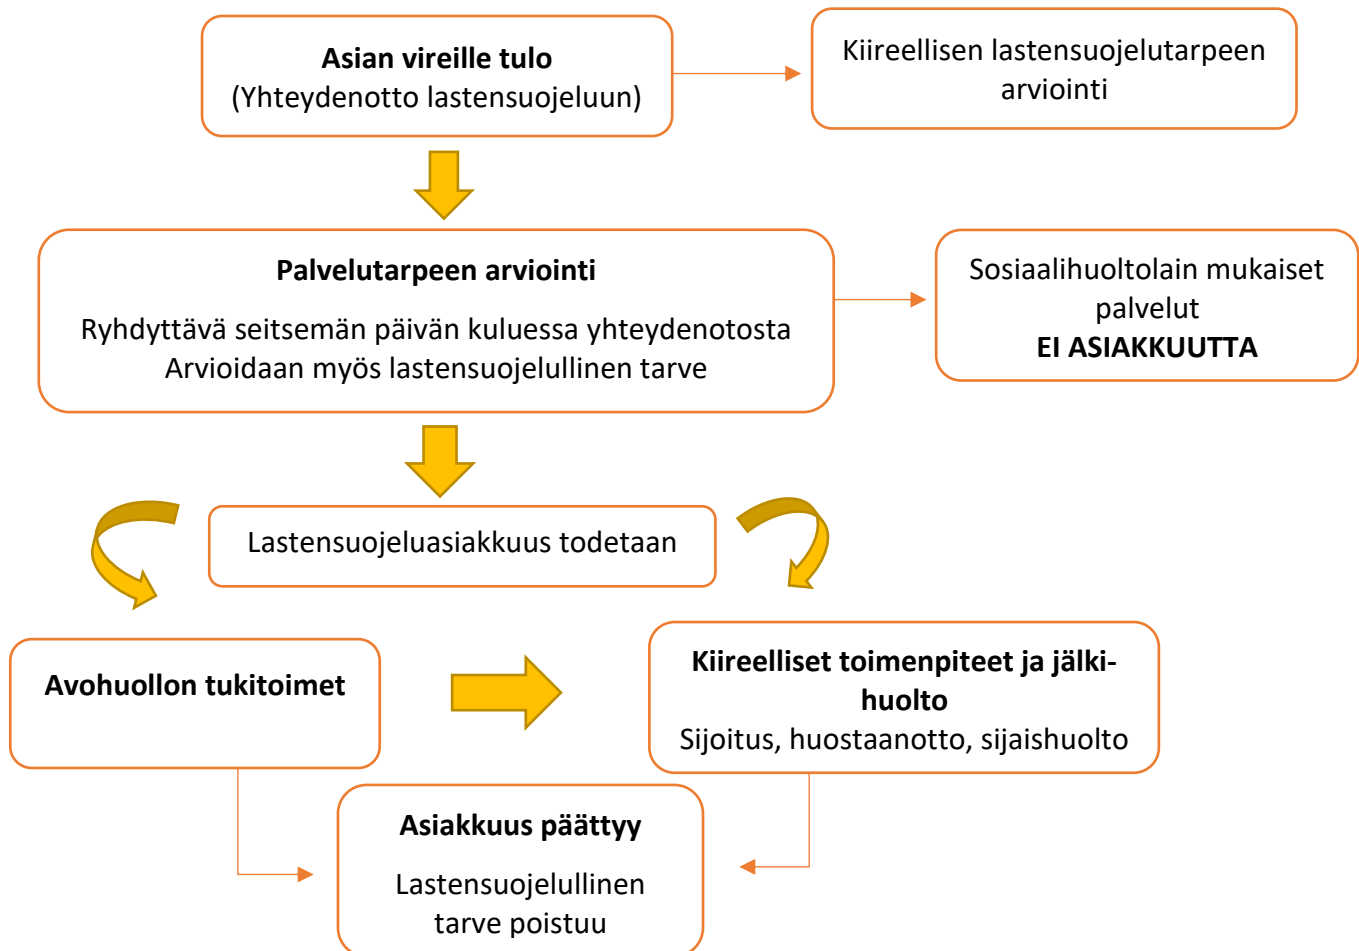 Asian vireille tulo
(Yhteydenotto lastensuojeluun)
Kiireellisen lastensuojelutarpeen
arviointi
Palvelutarpeen arviointi
Ryhdyttävä seitsemän päivän kuluessa yhteydenotosta
Arvioidaan myös lastensuojelullinen tarve
Sosiaalihuoltolain mukaiset
palvelut
EI ASIAKKUUTTA
Lastensuojeluasiakkuus todetaan
Avohuollon tukitoimet
Kiireelliset toimenpiteet ja jälki-
huolto
Sijoitus, huostaanotto, sijaishuolto
Asiakkuus päättyy
Lastensuojelullinen
tarve poistuu